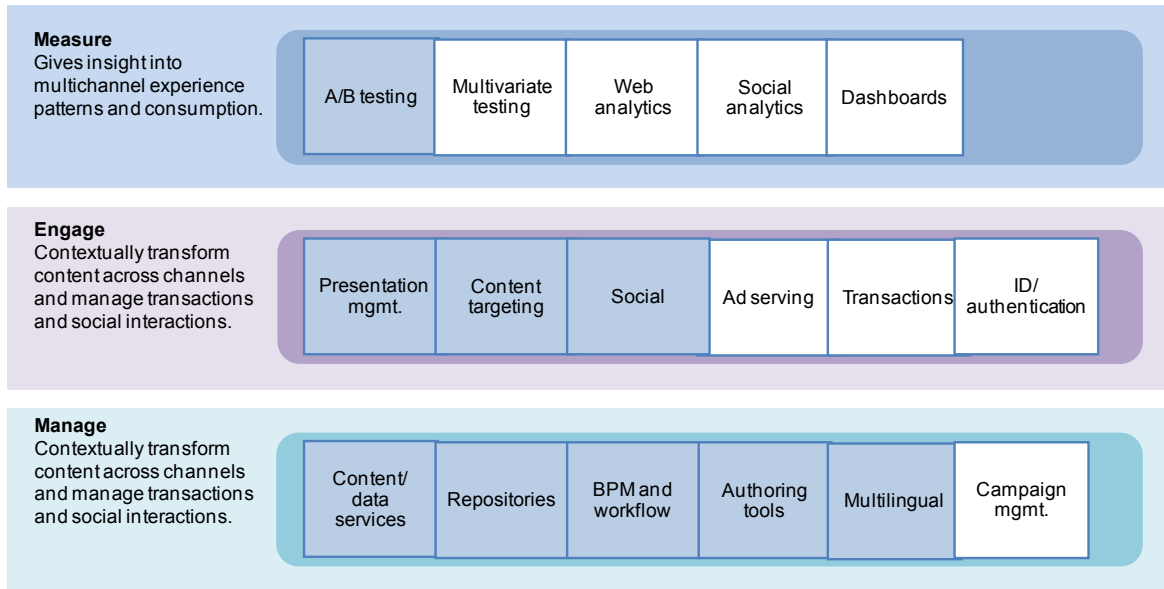 Measure
Gives insight into
multichannel experience
patterns and consumption.
A/B testing
Multivariate
testing
Web
analytics
Social
analytics
Dashboards
Engage
Contextually transform
content across channels
and manage transactions
and social interactions.
Presentation
mgmt.
Content
targeting
Social
Ad serving
Transactions
ID/
authentication
Manage
Contextually transform
content across channels
and manage transactions
and social interactions.
Content/
data
services
Repositories
BPM and
workflow
Authoring
tools
Multilingual
Campaign
mgmt.